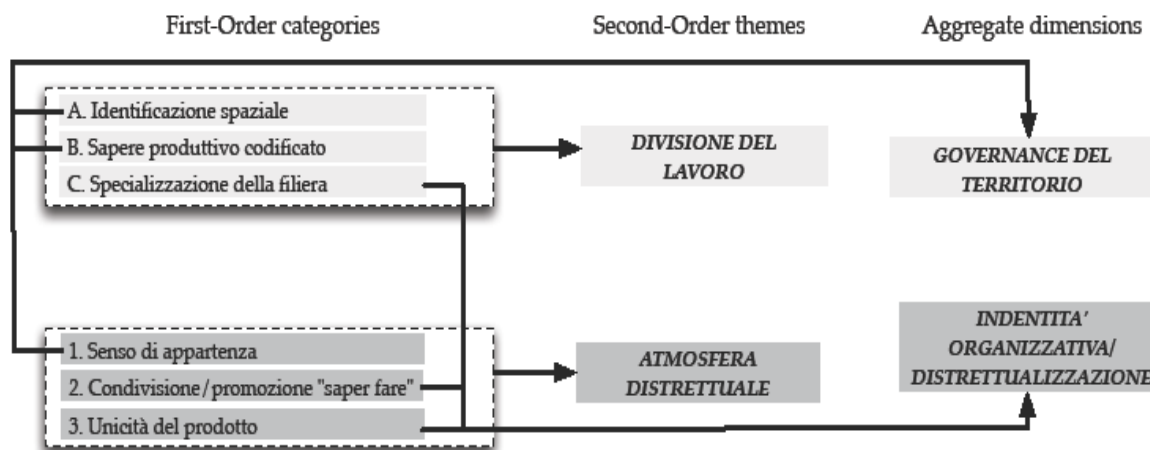 First-Order categories
Second-Order themes
Aggregate dimensions
A. Identificazione spaziale
B. Sapere produttivo codificato
C. Specializzazione della filiera
DIVISIONE DEL
LAVORO
GOVERNANCE DEL
TERRITORIO
1. Senso di appartenza
2. Condivisione/promozione "saper fare"
3. Unicità del prodotto
ATMOSFERA
DISTRETTUALE
INDENTITA'
ORGANIZZATIVA/
DISTRETTUALIZZAZIONE